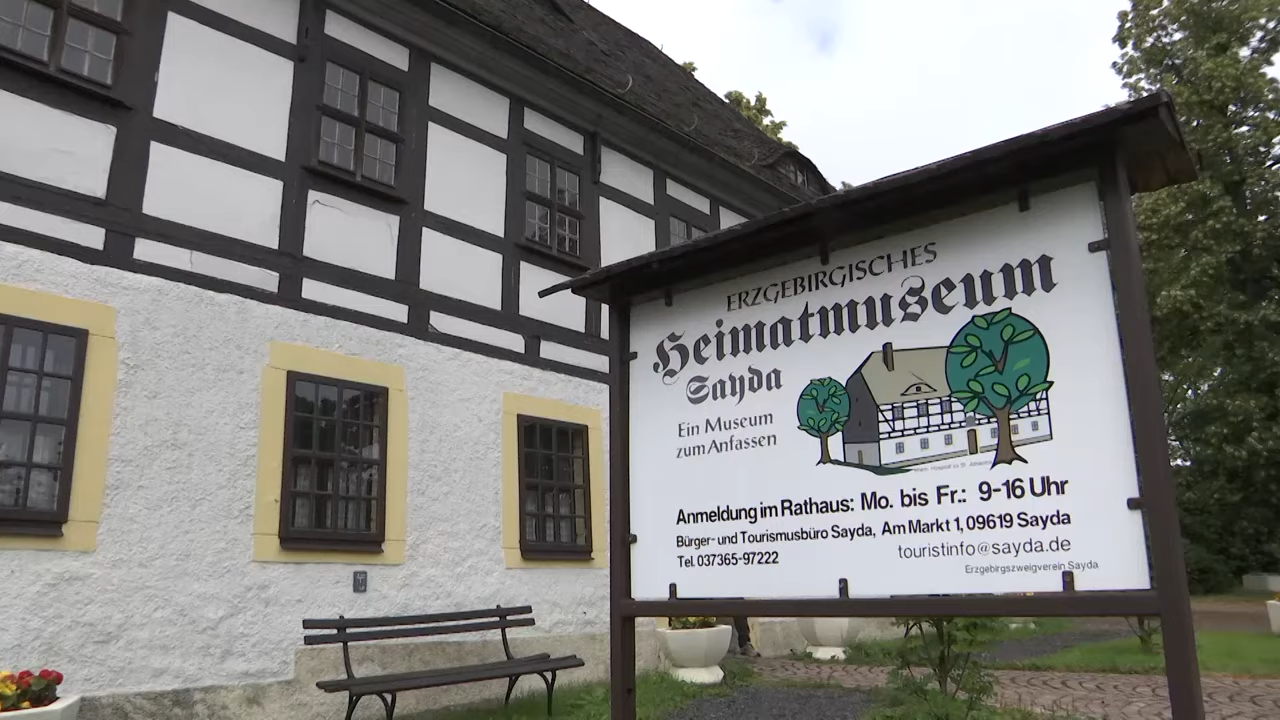 ERZGEBIRGISCHES
Heimatmuseum
Sayda
Ein Museum
zum Anfassen
Anmeldung im Rathaus: Mo. bis Fr.: 9-16 Uhr
Bürger- und Tourismusbüro Sayda, Am Markt 1, 09619 Sayda
Tel. 037365-97222
touristinfo@sayda.de
Erzgebirgszweigverein Sayda